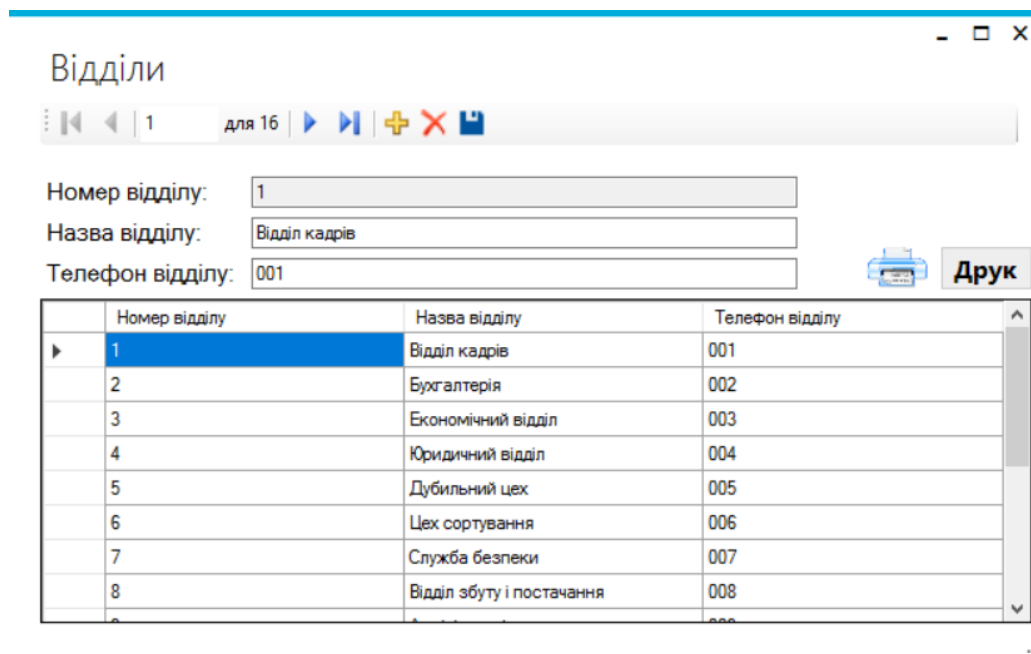 Відділи
1 для 16
Номер відділу: 1
Назва відділу: Відділ кадрів
Телефон відділу: 001
Друк
Номер відділу Назва відділу Телефон відділу
1 Відділ кадрів 001
2 Бухгалтерія 002
3 Економічний відділ 003
4 Юридичний відділ 004
5 Дубильний цех 005
6 Цех сортування 006
7 Служба безпеки 007
8 Відділ збуту і постачання 008